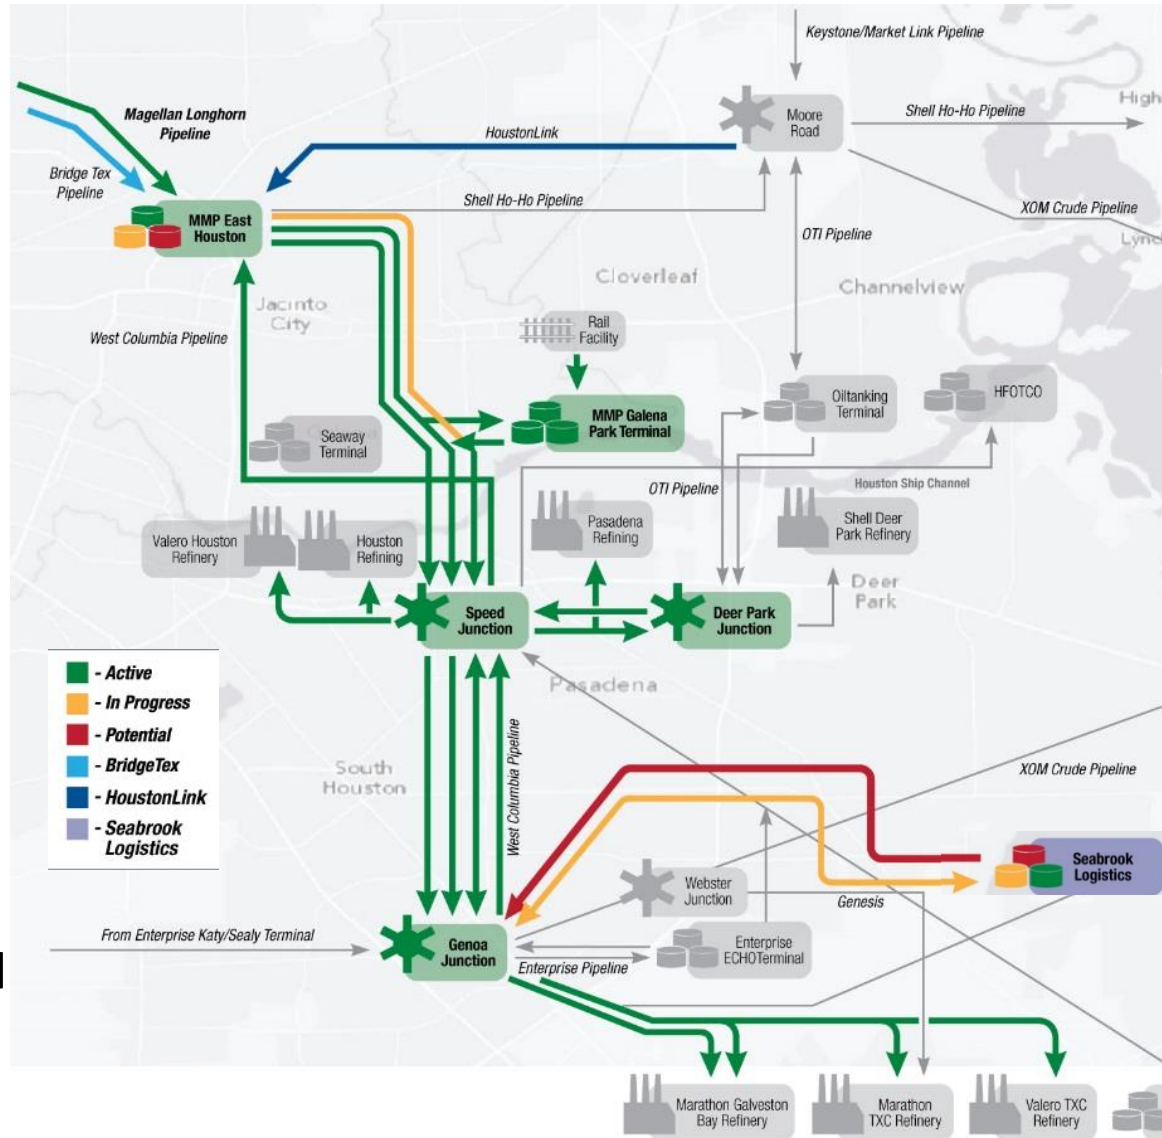 Keystone/Market Link Pipeline
High
Magellan Longhorn
Pipeline
Moore
Road
Shell Ho-Ho Pipeline
HoustonLink
Bridge Tex
Pipeline
Shell Ho-Ho Pipeline
XOM Crude Pipeline
MMP East
Houston
OTI Pipeline
Lynch
Cloverleaf
Channelview
Jacinto
City
Rail
Facility
West Columbia Pipeline
MMP Galena
Park Terminal
Oiltanking
Terminal
HFOTCO
Seaway
Terminal
OTI Pipeline
Houston Ship Channel
Valero Houston
Refinery
Houston
Refining
Pasadena
Refining
Shell Deer
Park Refinery
Deer
Park
Speed
Junction
Deer Park
Junction
- Active
- In Progress
- Potential
- BridgeTex
- HoustonLink
- Seabrook
Logistics
Pasadena
South
Houston
West Columbia Pipeline
XOM Crude Pipeline
Seabrook
Logistics
Webster
Junction
Genesis
From Enterprise Katy/Sealy Terminal
Genoa
Junction
Enterprise
ECHOTerminal
Enterprise Pipeline
Marathon Galveston
Bay Refinery
Marathon
TXC Refinery
Valero TXC
Refinery